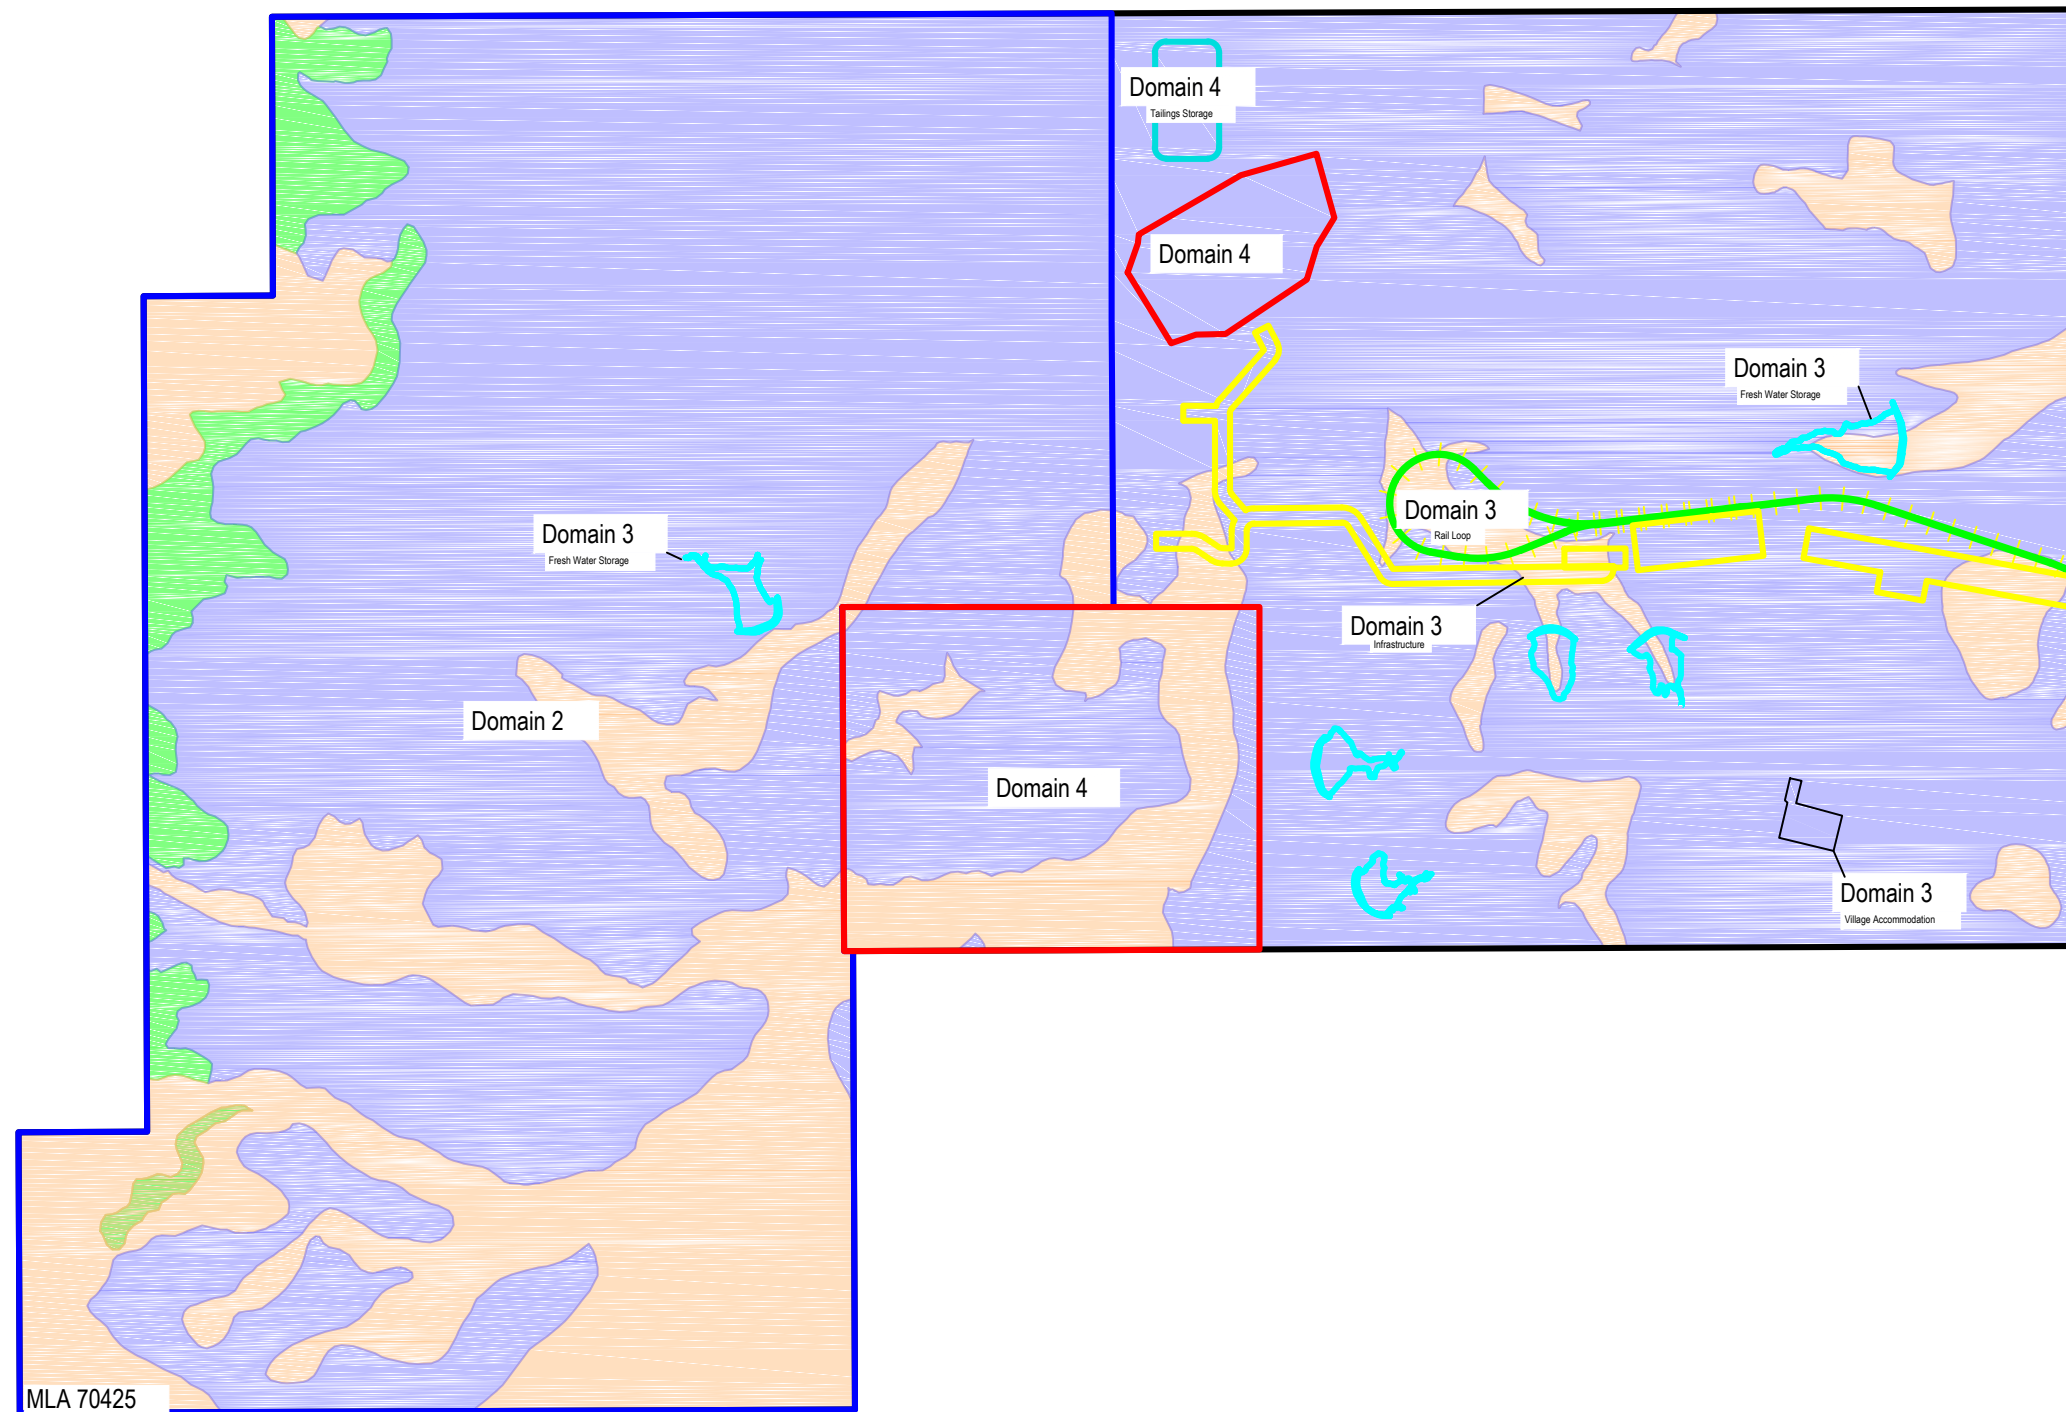 Domain 4
Tailings Storage
Domain 4
Domain 3
Fresh Water Storage
Domain 3
Rail Loop
Domain 3
Fresh Water Storage
Domain 3
Infrastructure
Domain 2
Domain 4
Domain 3
Village Accommodation
MLA 70425